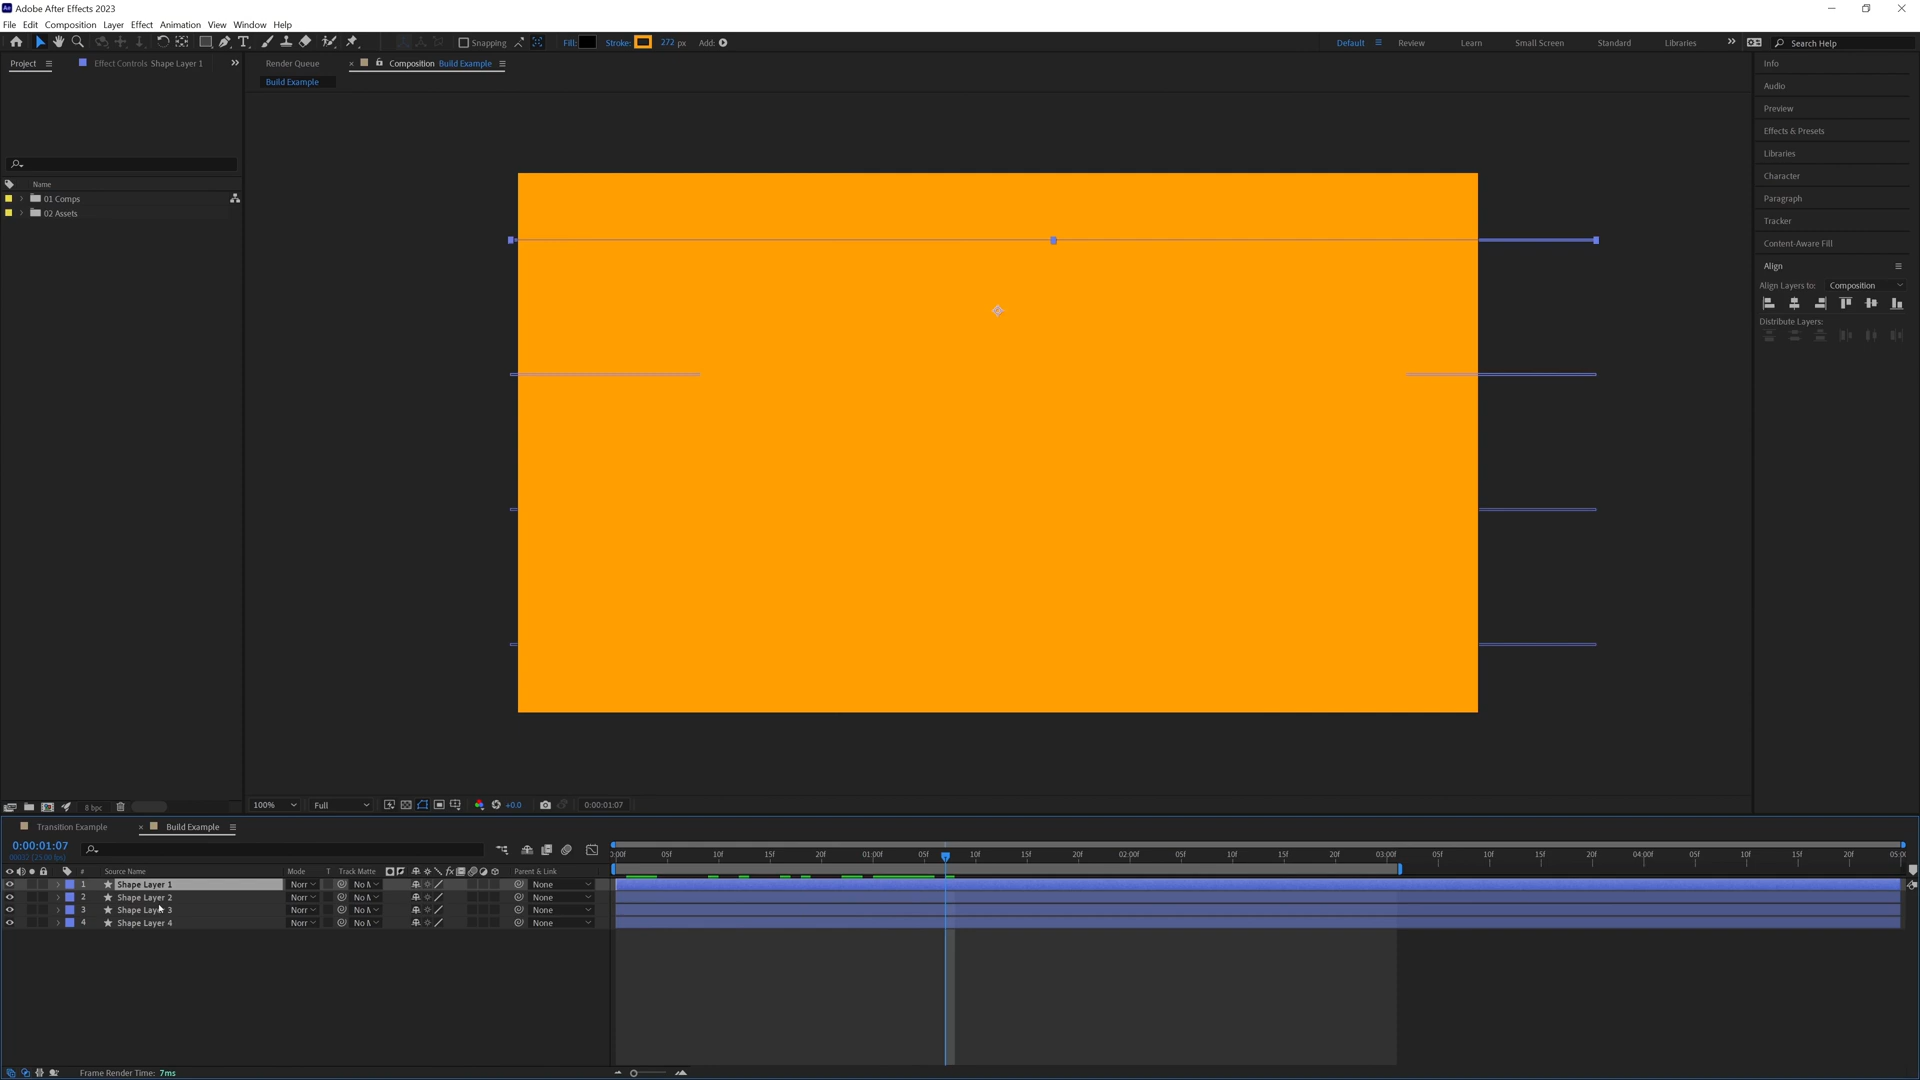 Adobe After Effects 2023
File Edit Composition Layer Effect Animation View Window Help
Snapping Fill: Stroke: 272 px Add: Default Review Learn Small Screen Standard Libraries Search Help
Project Effect Controls Shape Layer 1 Render Queue Composition Build Example
Build Example
Name
01 Comps
02 Assets
Info
Audio
Preview
Effects & Presets
Libraries
Character
Paragraph
Tracker
Content-Aware Fill
Align
Align Layers to: Composition
Distribute Layers:
8 bpc 100% Full +0.0 0:00:01:07
Transition Example Build Example
0:00:01:07
00032 (25.00 fps)
:00f 05f 10f 15f 20f 01:00f 05f 10f 15f 20f 02:00f 05f 10f 15f 20f 03:00f 05f 10f 15f 20f 04:00f 05f 10f 15f 20f 05:0
# Source Name Mode T Track Matte Parent & Link
1 Shape Layer 1 Norr No M None
2 Shape Layer 2 Norr No M None
3 Shape Layer 3 Norr No M None
4 Shape Layer 4 Norr No M None
Frame Render Time: 7ms